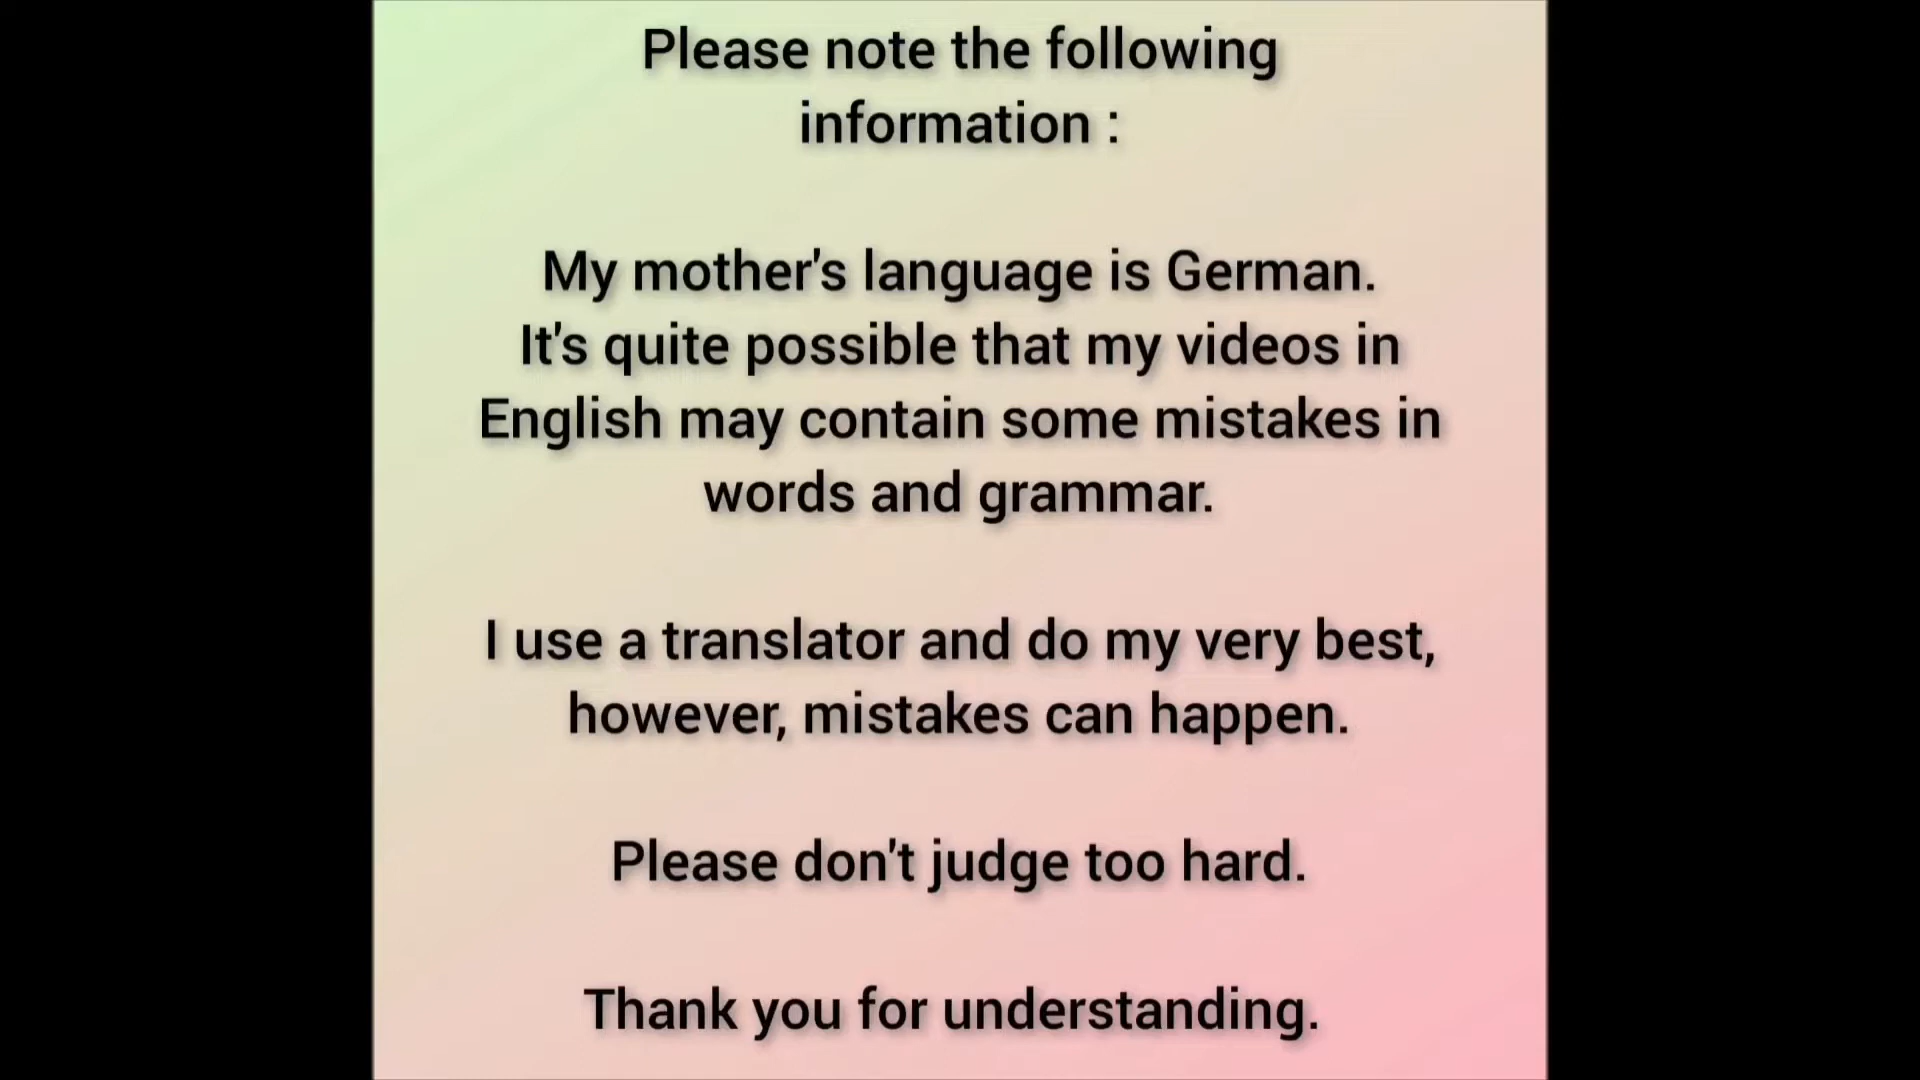 Please note the following
information :
My mother's language is German.
It's quite possible that my videos in
English may contain some mistakes in
words and grammar.
I use a translator and do my very best,
however, mistakes can happen.
Please don't judge too hard.
Thank you for understanding.